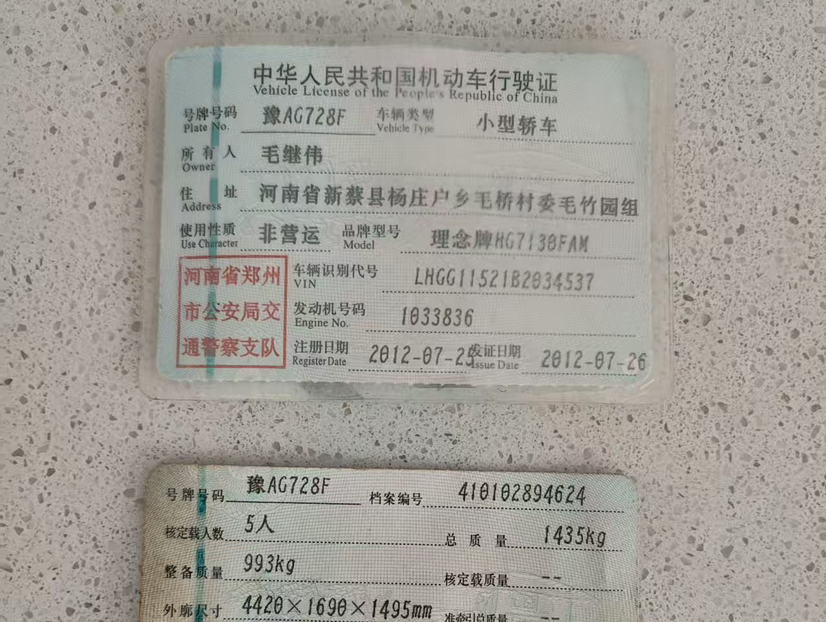 中华人民共和国机动车行驶证
Vehicle License of the People's Republic of China
号牌号码 豫AG728F 车辆类型 小型轿车
Plate No. Vehicle Type
所有人 毛继伟
Owner
住址 河南省新蔡县杨庄户乡毛桥村委毛竹园组
Address
使用性质 非营运 品牌型号 理念牌HG7130FAM
Use Character Model
河南省郑州
市公安局交
通警察支队
车辆识别代号 LHGG11521B2034537
VIN
发动机号码 1033836
Engine No.
注册日期 2012-07-25 发证日期 2012-07-26
Register Date Issue Date
号牌号码 豫AG728F 档案编号 410102894624
核定载人数 5人 总质量 1435kg
整备质量 993kg 核定载质量 --
外廓尺寸 4420×1690×1495mm 准牵引总质量 --